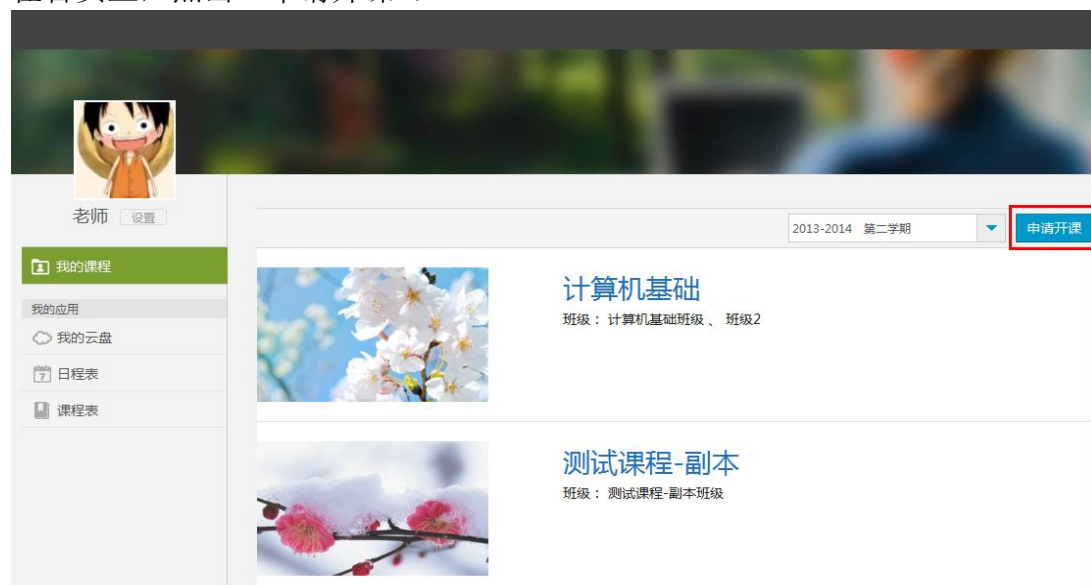 老师 设置
我的课程
我的应用
我的云盘
7 日程表
课程表
2013-2014 第二学期
申请开课
计算机基础
班级： 计算机基础班级 、 班级2
测试课程-副本
班级： 测试课程-副本班级